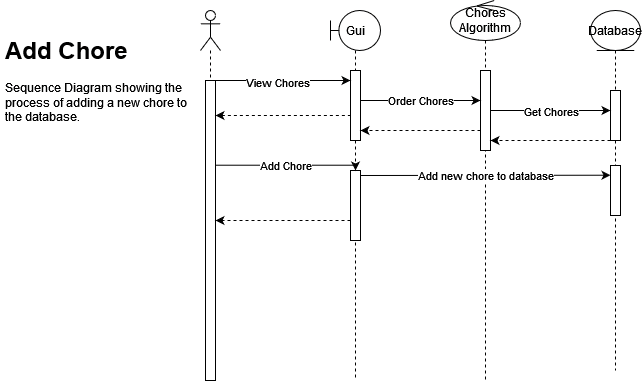 Add Chore
Sequence Diagram showing the
process of adding a new chore to
the database.
Gui
Chores
Algorithm
Database
View Chores
Order Chores
Get Chores
Add Chore
Add new chore to database